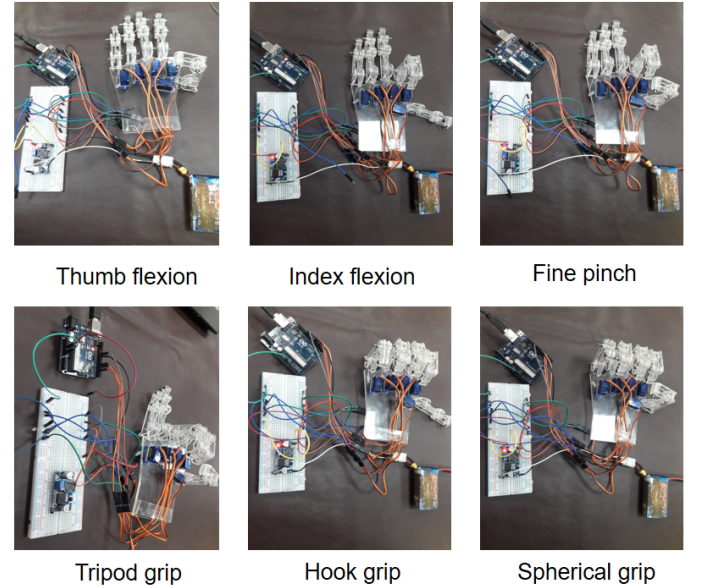 Thumb flexion
Index flexion
Fine pinch
Tripod grip
Hook grip
Spherical grip